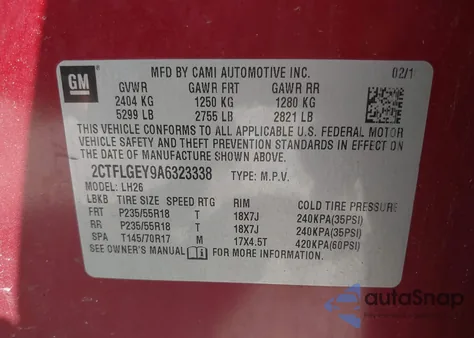 GM
MFD BY CAMI AUTOMOTIVE INC. 02/1
GVWR GAWR FRT GAWR RR
2404 KG 1250 KG 1280 KG
5299 LB 2755 LB 2821 LB
THIS VEHICLE CONFORMS TO ALL APPLICABLE U.S. FEDERAL MOTOR
VEHICLE SAFETY AND THEFT PREVENTION STANDARDS IN EFFECT ON
THE DATE OF MANUFACTURE SHOWN ABOVE.
2CTFLGEY9A6323338 TYPE: M.P.V.
MODEL: LH26
LBKB TIRE SIZE SPEED RTG RIM COLD TIRE PRESSURE
FRT P235/55R18 T 18X7J 240KPA(35PSI)
RR P235/55R18 T 18X7J 240KPA(35PSI)
SPA T145/70R17 M 17X4.5T 420KPA(60PSI)
SEE OWNER'S MANUAL FOR MORE INFORMATION.
autoSnap